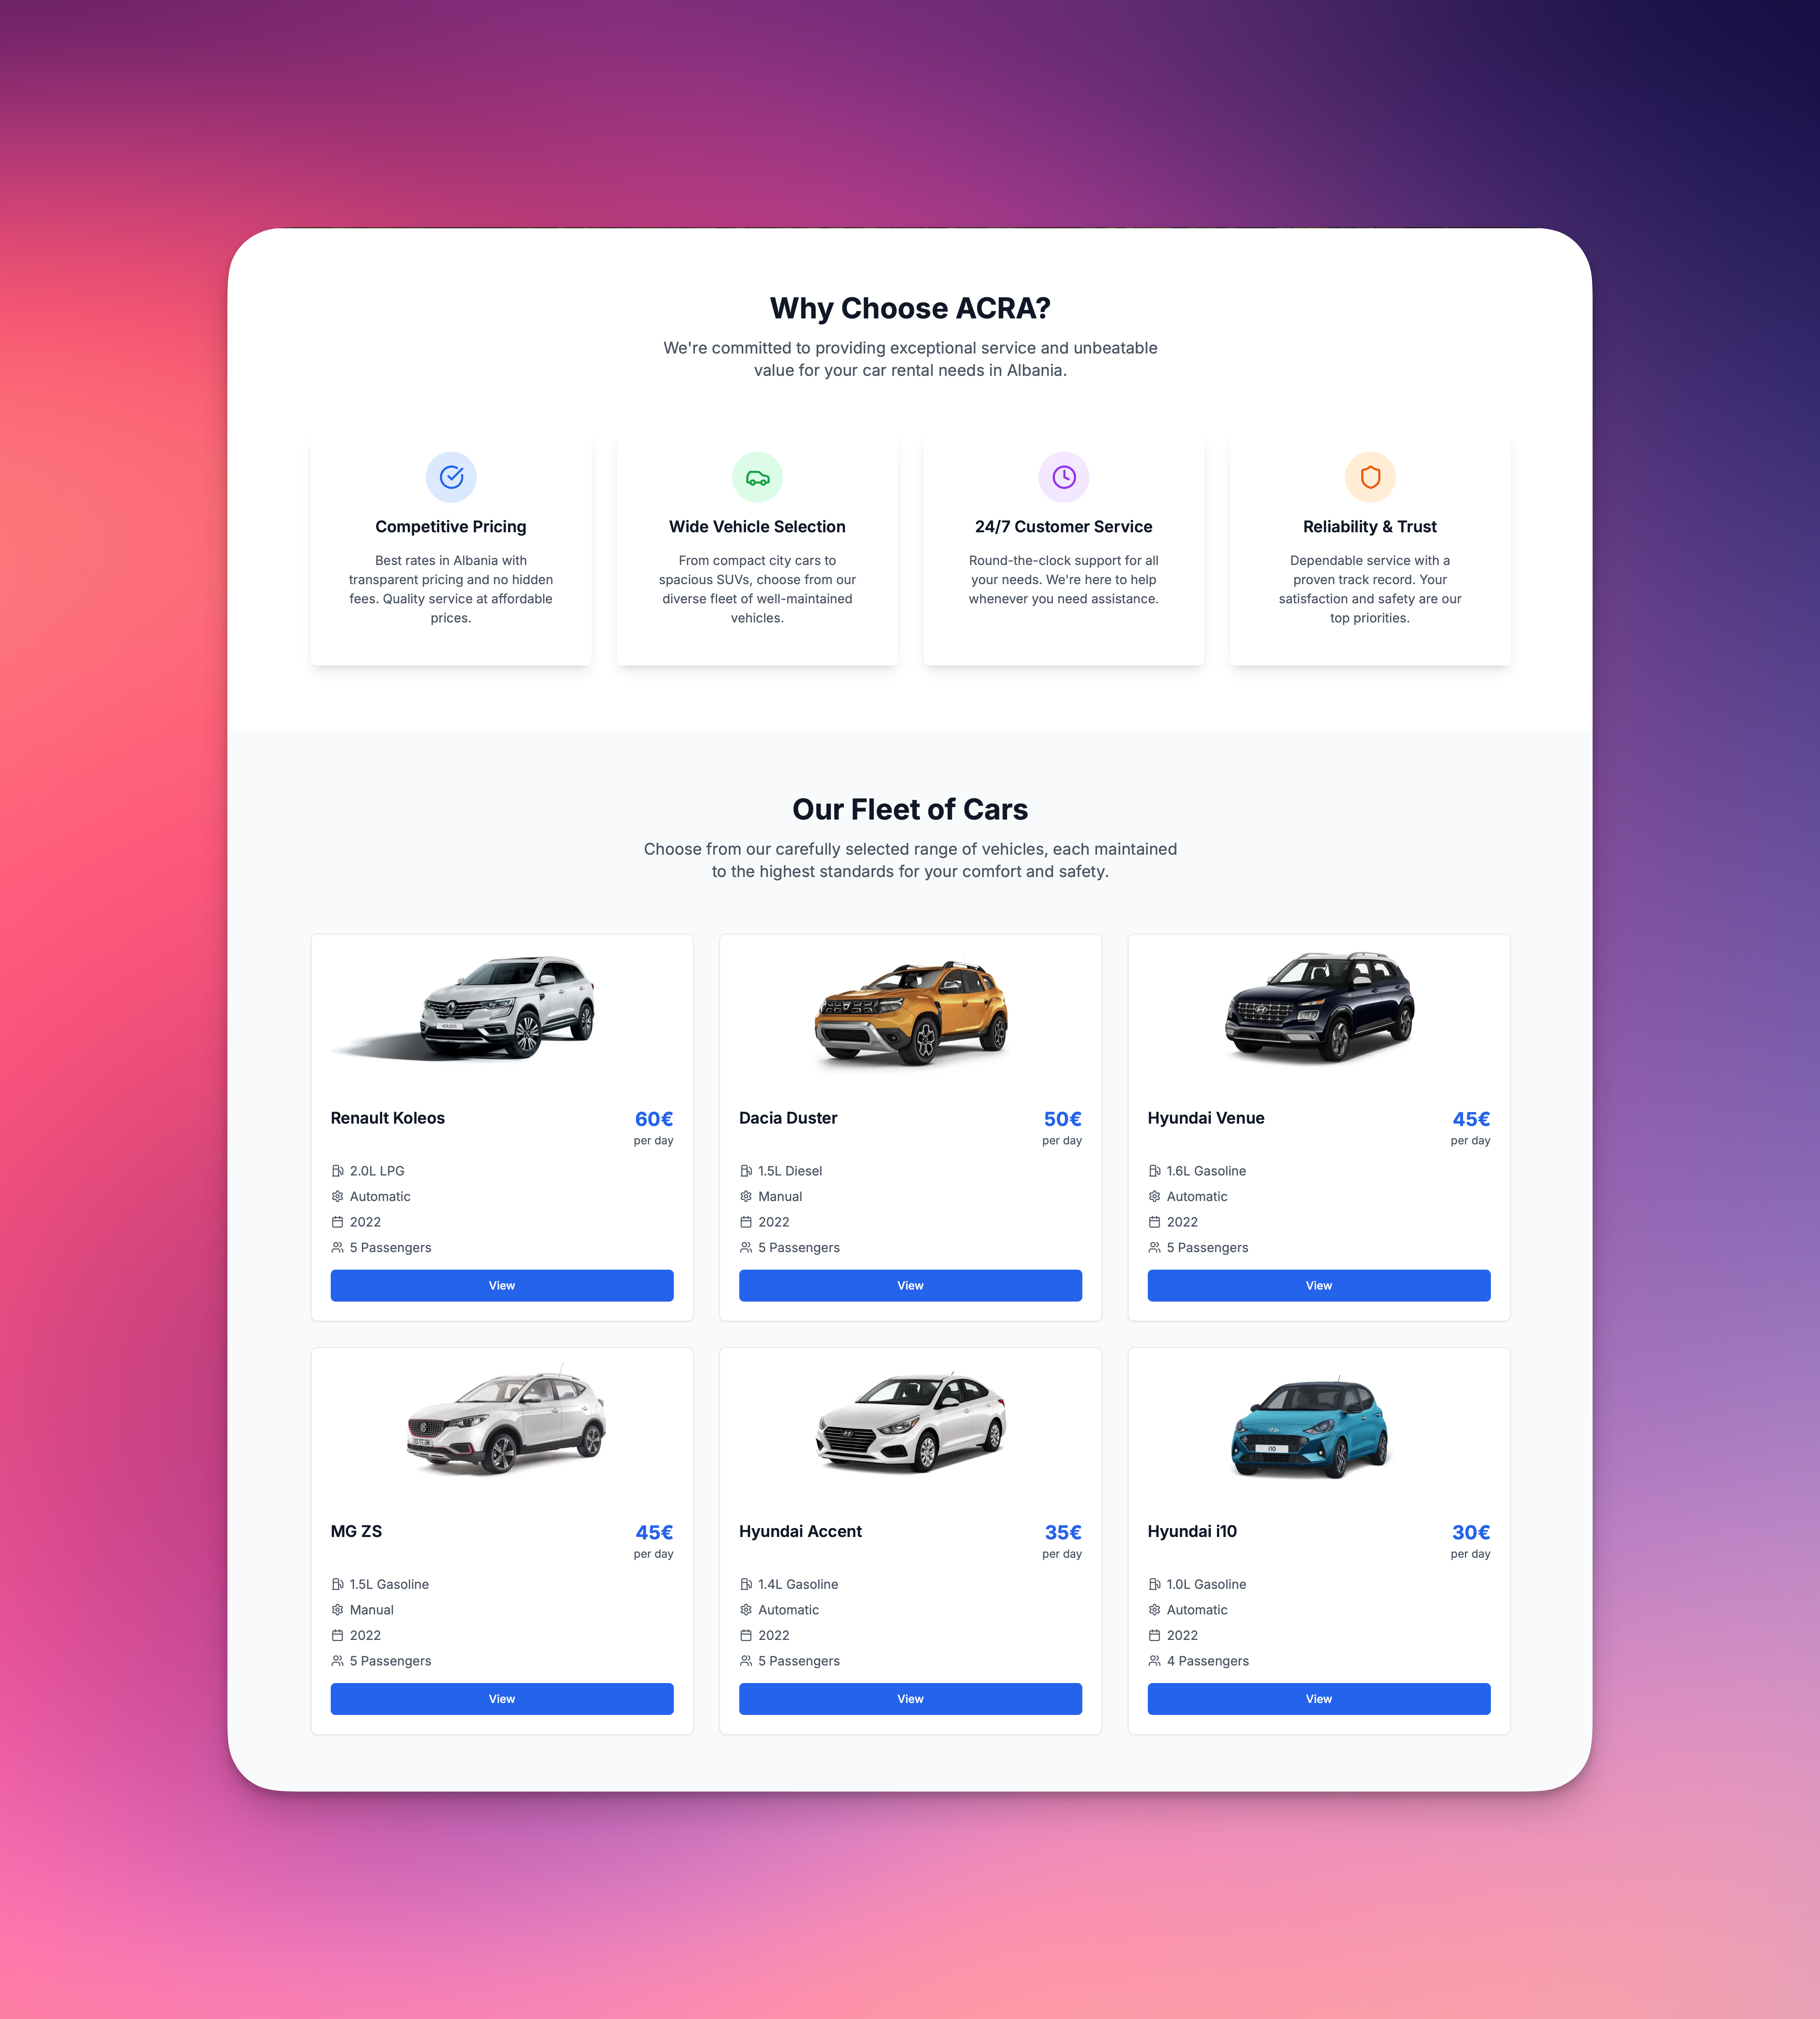 Why Choose ACRA?
We're committed to providing exceptional service and unbeatable
value for your car rental needs in Albania.
Competitive Pricing
Best rates in Albania with
transparent pricing and no hidden
fees. Quality service at affordable
prices.
Wide Vehicle Selection
From compact city cars to
spacious SUVs, choose from our
diverse fleet of well-maintained
vehicles.
24/7 Customer Service
Round-the-clock support for all
your needs. We're here to help
whenever you need assistance.
Reliability & Trust
Dependable service with a
proven track record. Your
satisfaction and safety are our
top priorities.
Our Fleet of Cars
Choose from our carefully selected range of vehicles, each maintained
to the highest standards for your comfort and safety.
KOLEOS
Renault Koleos
60€
per day
2.0L LPG
Automatic
2022
5 Passengers
View
Dacia Duster
50€
per day
1.5L Diesel
Manual
2022
5 Passengers
View
Hyundai Venue
45€
per day
1.6L Gasoline
Automatic
2022
5 Passengers
View
MG ZS
45€
per day
1.5L Gasoline
Manual
2022
5 Passengers
View
Hyundai Accent
35€
per day
1.4L Gasoline
Automatic
2022
5 Passengers
View
i10
Hyundai i10
30€
per day
1.0L Gasoline
Automatic
2022
4 Passengers
View